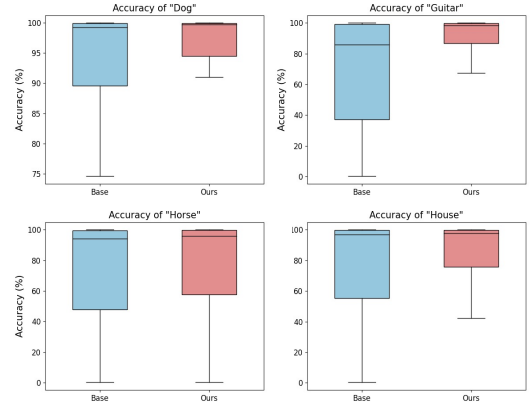 Accuracy of "Dog"
Accuracy (%)
100
95
90
85
80
75
Base
Ours
Accuracy of "Guitar"
Accuracy (%)
100
80
60
40
20
0
Base
Ours
Accuracy of "Horse"
Accuracy (%)
100
80
60
40
20
0
Base
Ours
Accuracy of "House"
100
80
60
40
20
0
Base
Ours